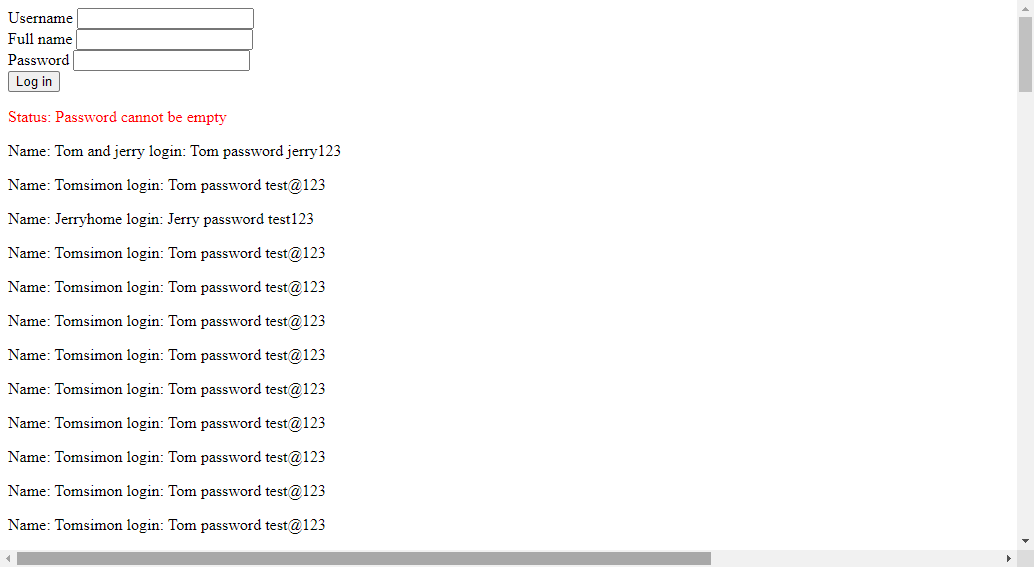 Username
Full name
Password
Log in
Status: Password cannot be empty
Name: Tom and jerry login: Tom password jerry123
Name: Tomsimon login: Tom password test@123
Name: Jerryhome login: Jerry password test123
Name: Tomsimon login: Tom password test@123
Name: Tomsimon login: Tom password test@123
Name: Tomsimon login: Tom password test@123
Name: Tomsimon login: Tom password test@123
Name: Tomsimon login: Tom password test@123
Name: Tomsimon login: Tom password test@123
Name: Tomsimon login: Tom password test@123
Name: Tomsimon login: Tom password test@123
Name: Tomsimon login: Tom password test@123